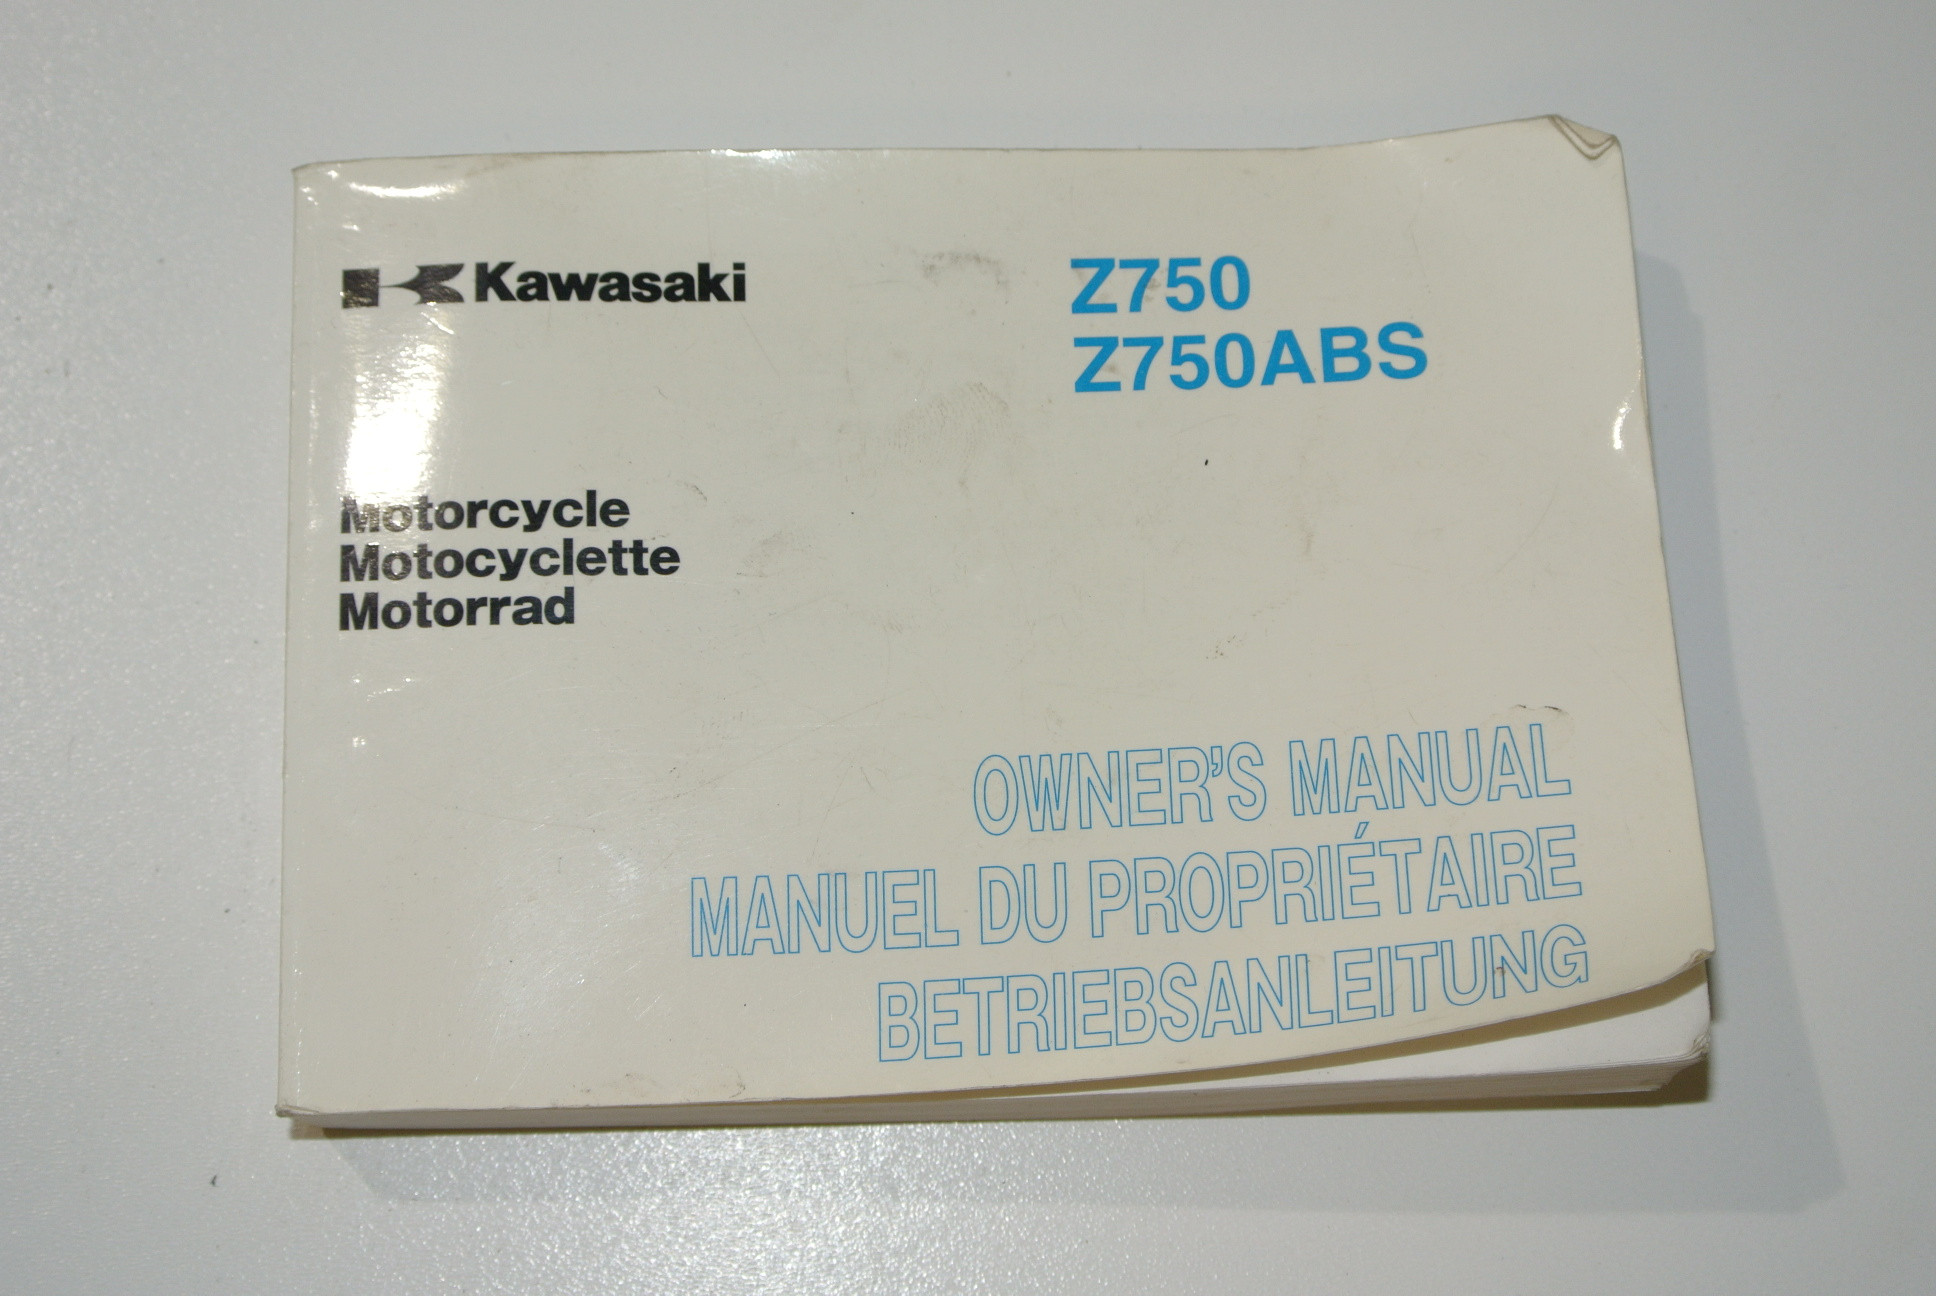 Kawasaki
Z750
Z750ABS
Motorcycle
Motocyclette
Motorrad
OWNER'S MANUAL
MANUEL DU PROPRIÉTAIRE
BETRIEBSANLEITUNG